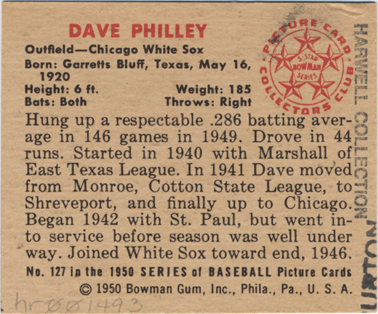 DAVE PHILLEY
Outfield—Chicago White Sox
Born: Garretts Bluff, Texas, May 16,
1920
Height: 6 ft. Weight: 185
Bats: Both Throws: Right
Hung up a respectable .286 batting aver-
age in 146 games in 1949. Drove in 44
runs. Started in 1940 with Marshall of
East Texas League. In 1941 Dave moved
from Monroe, Cotton State League, to
Shreveport, and finally up to Chicago.
Began 1942 with St. Paul, but went in-
to service before season was well under
way. Joined White Sox toward end, 1946.
No. 127 in the 1950 SERIES of BASEBALL Picture Cards
© 1950 Bowman Gum, Inc., Phila., Pa., U. S. A.
PICTURE CARD
5-STAR
BOWMAN
SERIES
COLLECTORS CLUB
HARWELL COLLECTION
BURTON
hr001493